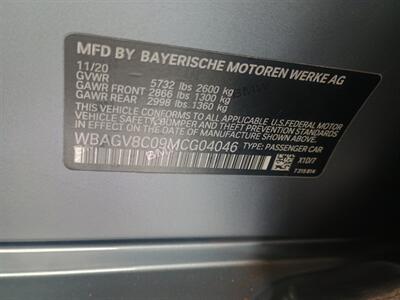 MFD BY BAYERISCHE MOTOREN WERKE AG
11/20
GVWR 5732 lbs 2600 kg
GAWR FRONT 2866 lbs 1300 kg
GAWR REAR 2998 lbs 1360 kg
THIS VEHICLE CONFORMS TO ALL APPLICABLE U.S.FEDERAL MOTOR
VEHICLE SAFETY, BUMPER AND THEFT PREVENTION STANDARDS IN
EFFECT ON THE DATE OF MANUFACTURE SHOWN ABOVE.
WBAGV8C09MCG04046 TYPE: PASSENGER CAR
X10/7